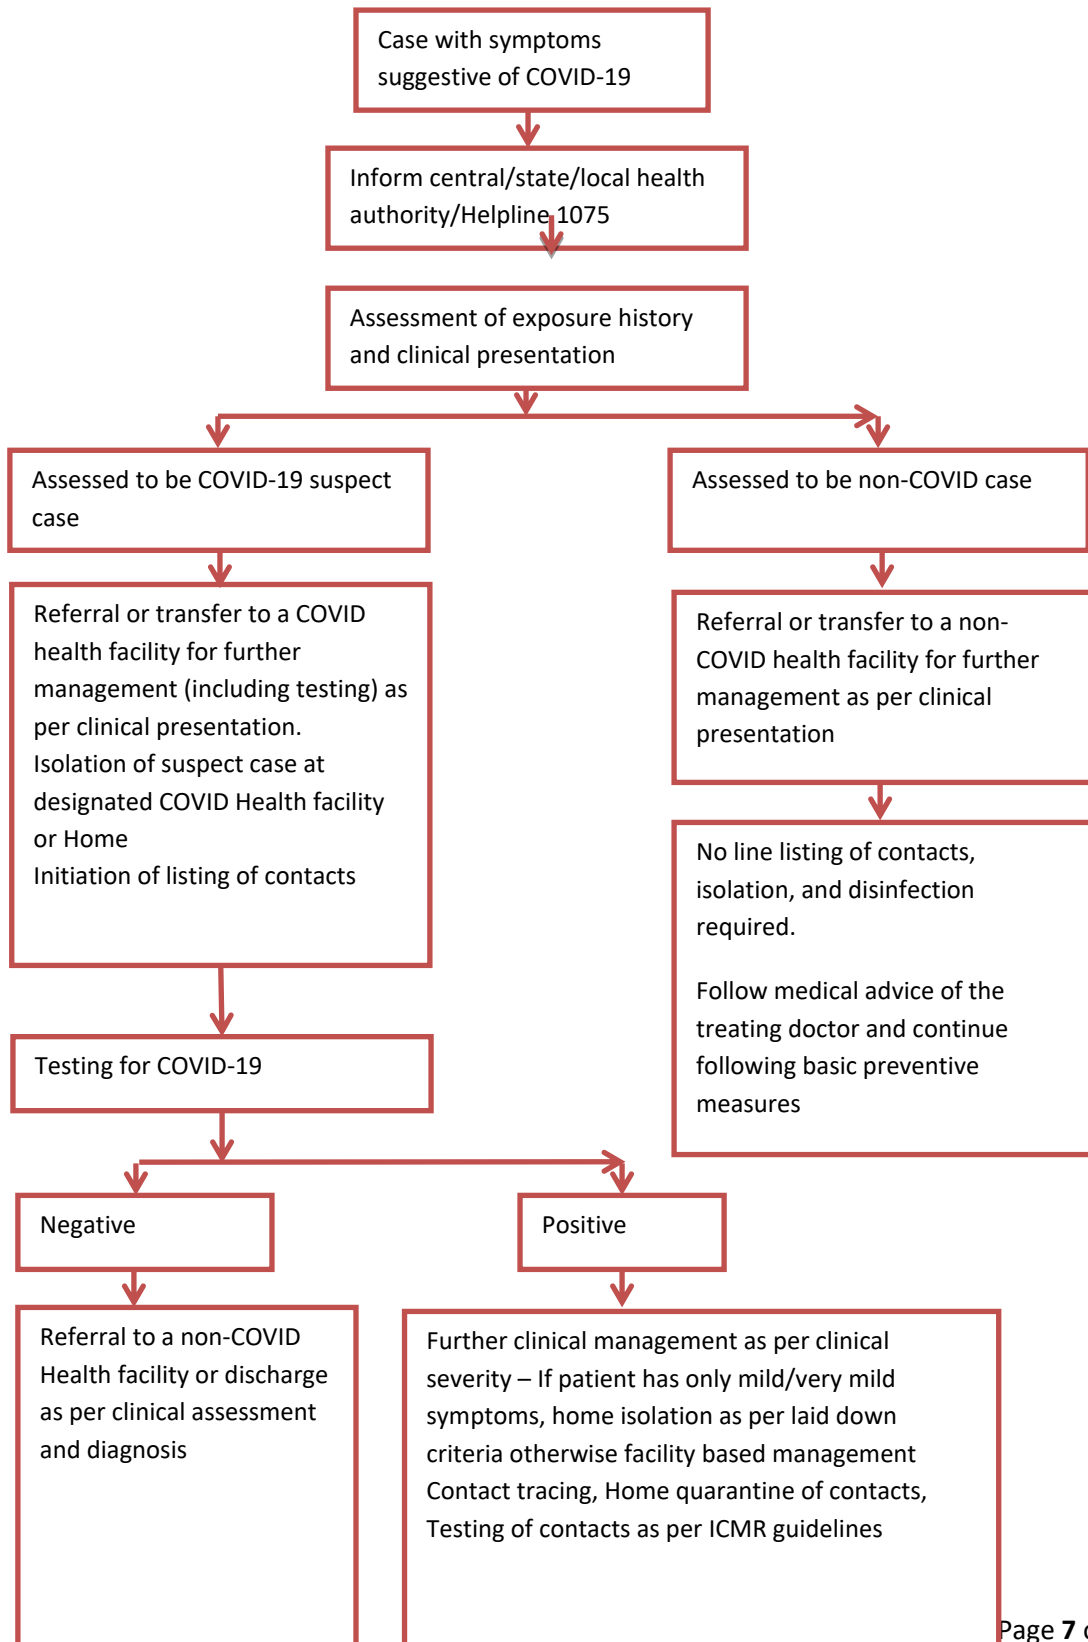 Case with symptoms
suggestive of COVID-19
Inform central/state/local health
authority/Helpline 1075
Assessment of exposure history
and clinical presentation
Assessed to be COVID-19 suspect
case
Assessed to be non-COVID case
Referral or transfer to a COVID
health facility for further
management (including testing) as
per clinical presentation.
Isolation of suspect case at
designated COVID Health facility
or Home
Initiation of listing of contacts
Referral or transfer to a non-
COVID health facility for further
management as per clinical
presentation
No line listing of contacts,
isolation, and disinfection
required.
Follow medical advice of the
treating doctor and continue
following basic preventive
measures
Testing for COVID-19
Negative
Positive
Referral to a non-COVID
Health facility or discharge
as per clinical assessment
and diagnosis
Further clinical management as per clinical
severity – If patient has only mild/very mild
symptoms, home isolation as per laid down
criteria otherwise facility based management
Contact tracing, Home quarantine of contacts,
Testing of contacts as per ICMR guidelines
Page 7